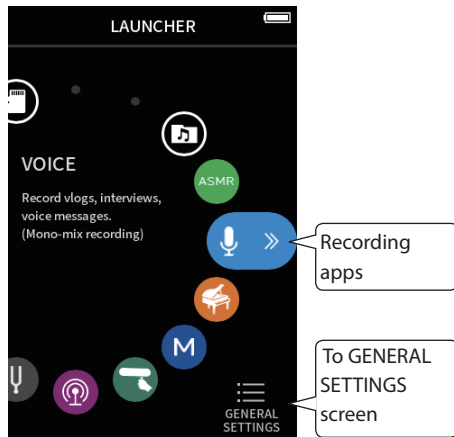 LAUNCHER
VOICE
Record vlogs, interviews,
voice messages.
(Mono-mix recording)
ASMR
Recording
apps
M
To GENERAL
SETTINGS
screen
GENERAL
SETTINGS